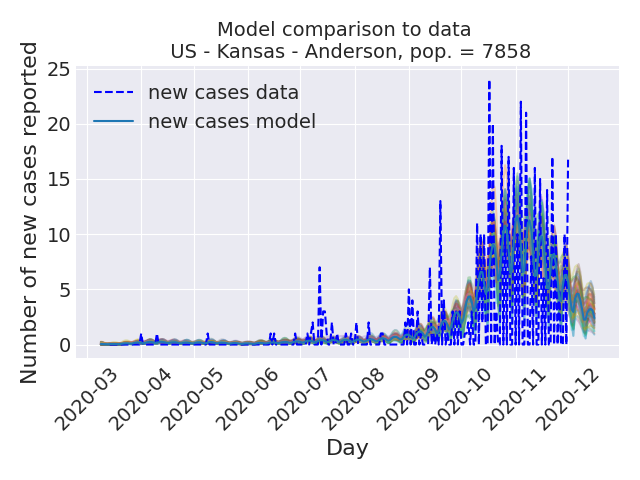 Model comparison to data
US - Kansas - Anderson, pop. = 7858
Number of new cases reported
25
20
15
10
5
0
new cases data
new cases model
2020-03
2020-04
2020-05
2020-06
2020-07
2020-08
2020-09
2020-10
2020-11
2020-12
Day